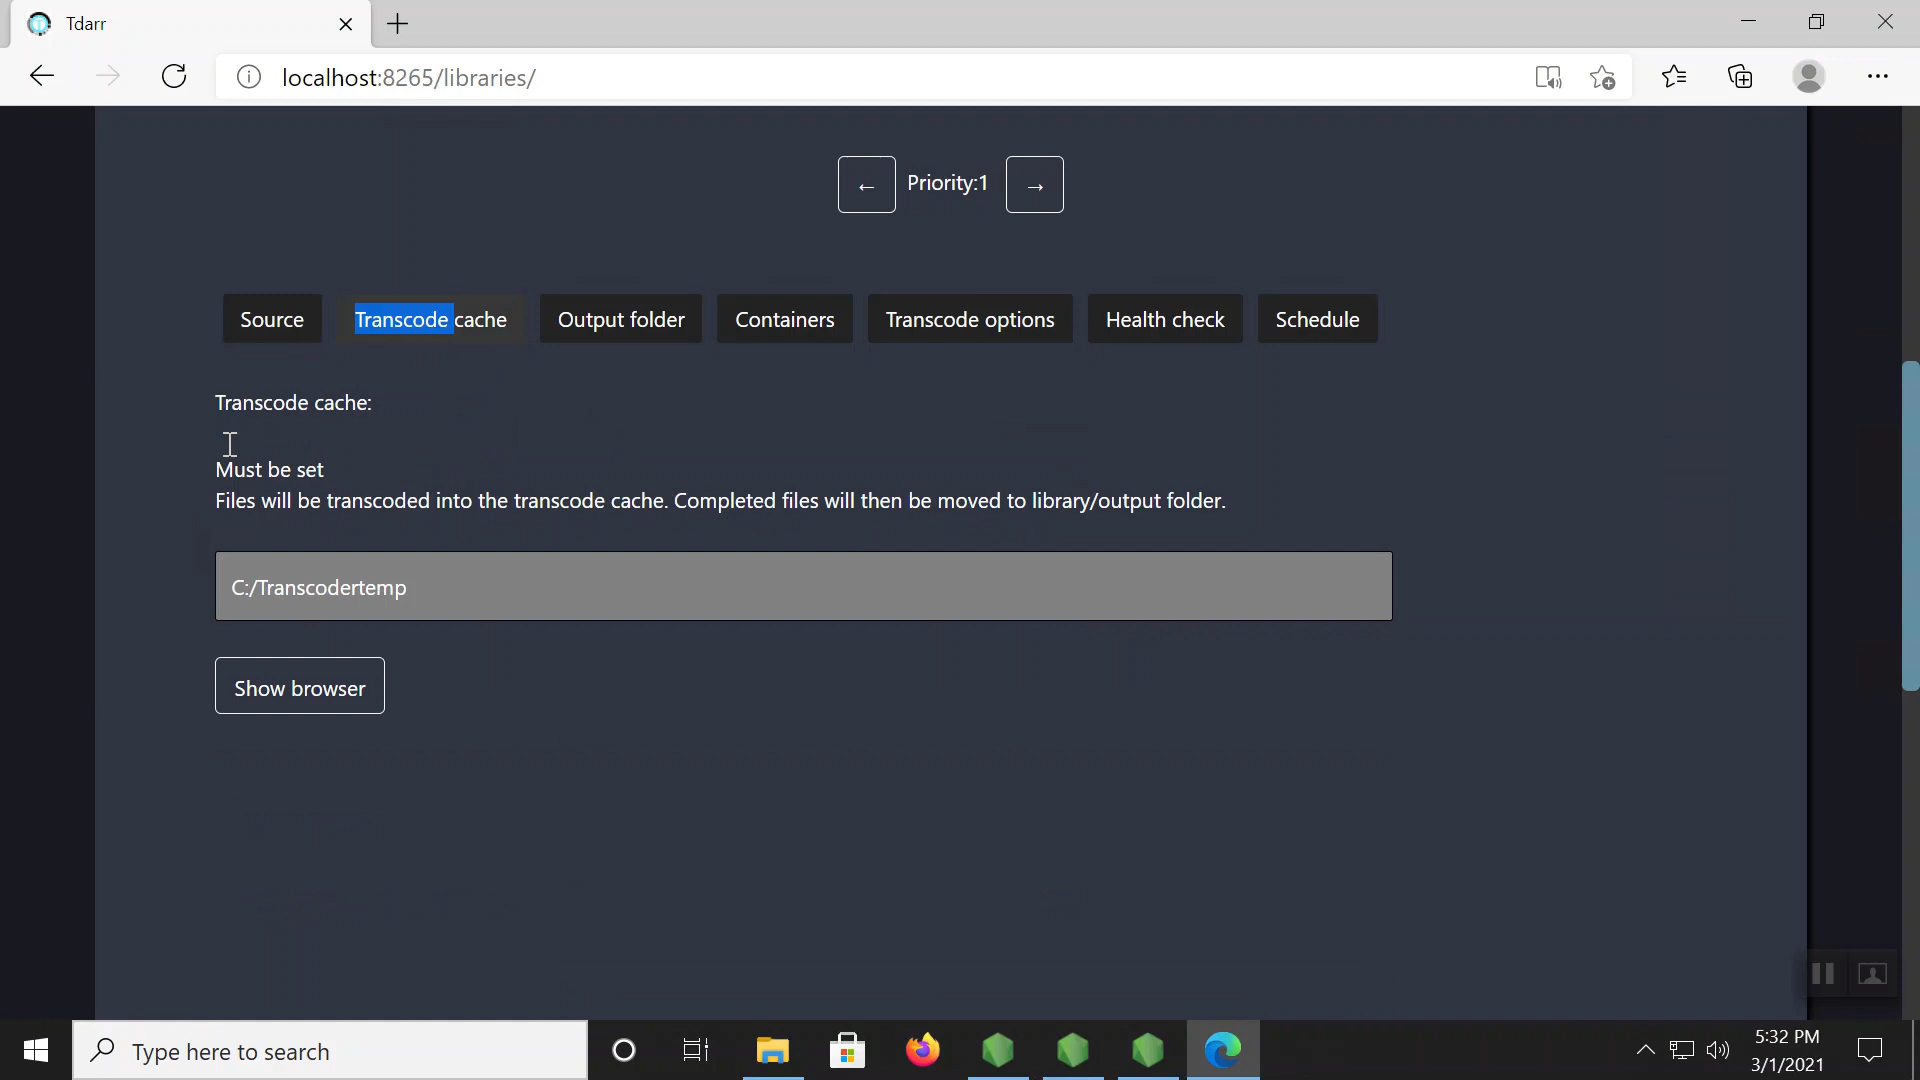 Tdarr
localhost:8265/libraries/
← Priority:1 →
Source Transcode cache Output folder Containers Transcode options Health check Schedule
Transcode cache:
Must be set
Files will be transcoded into the transcode cache. Completed files will then be moved to library/output folder.
C:/Transcodertemp
Show browser
Type here to search
5:32 PM
3/1/2021